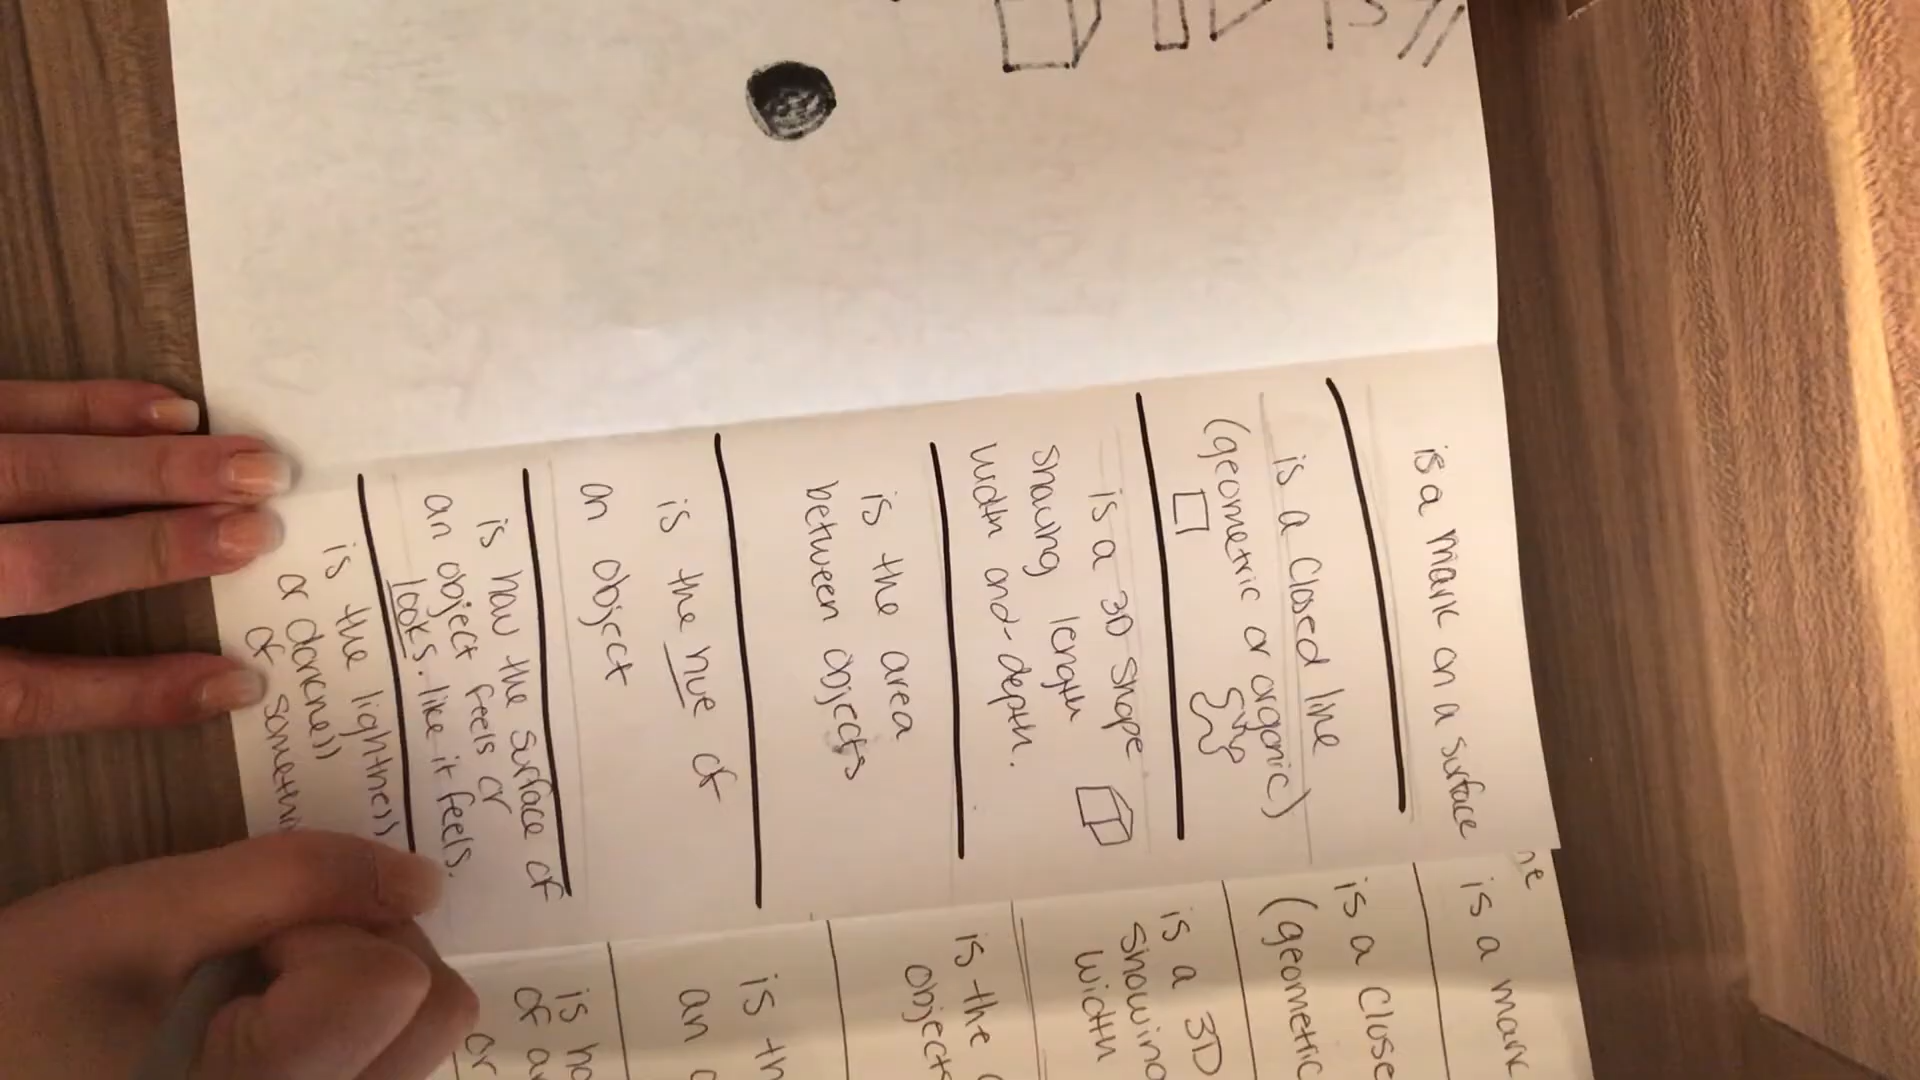 is a mark on a surface
is a closed line
(geometric or organic)
is a 3D shape
showing length
width and depth.
is the area
between objects
is the hue of
an object
is how the surface of
an object feels or
looks. like it feels.
is the lightness
or darkness
of
is a mark
is a close
(geometric
is a 3D
showing
width
is the
objects
is th
an
is ho
of a
or